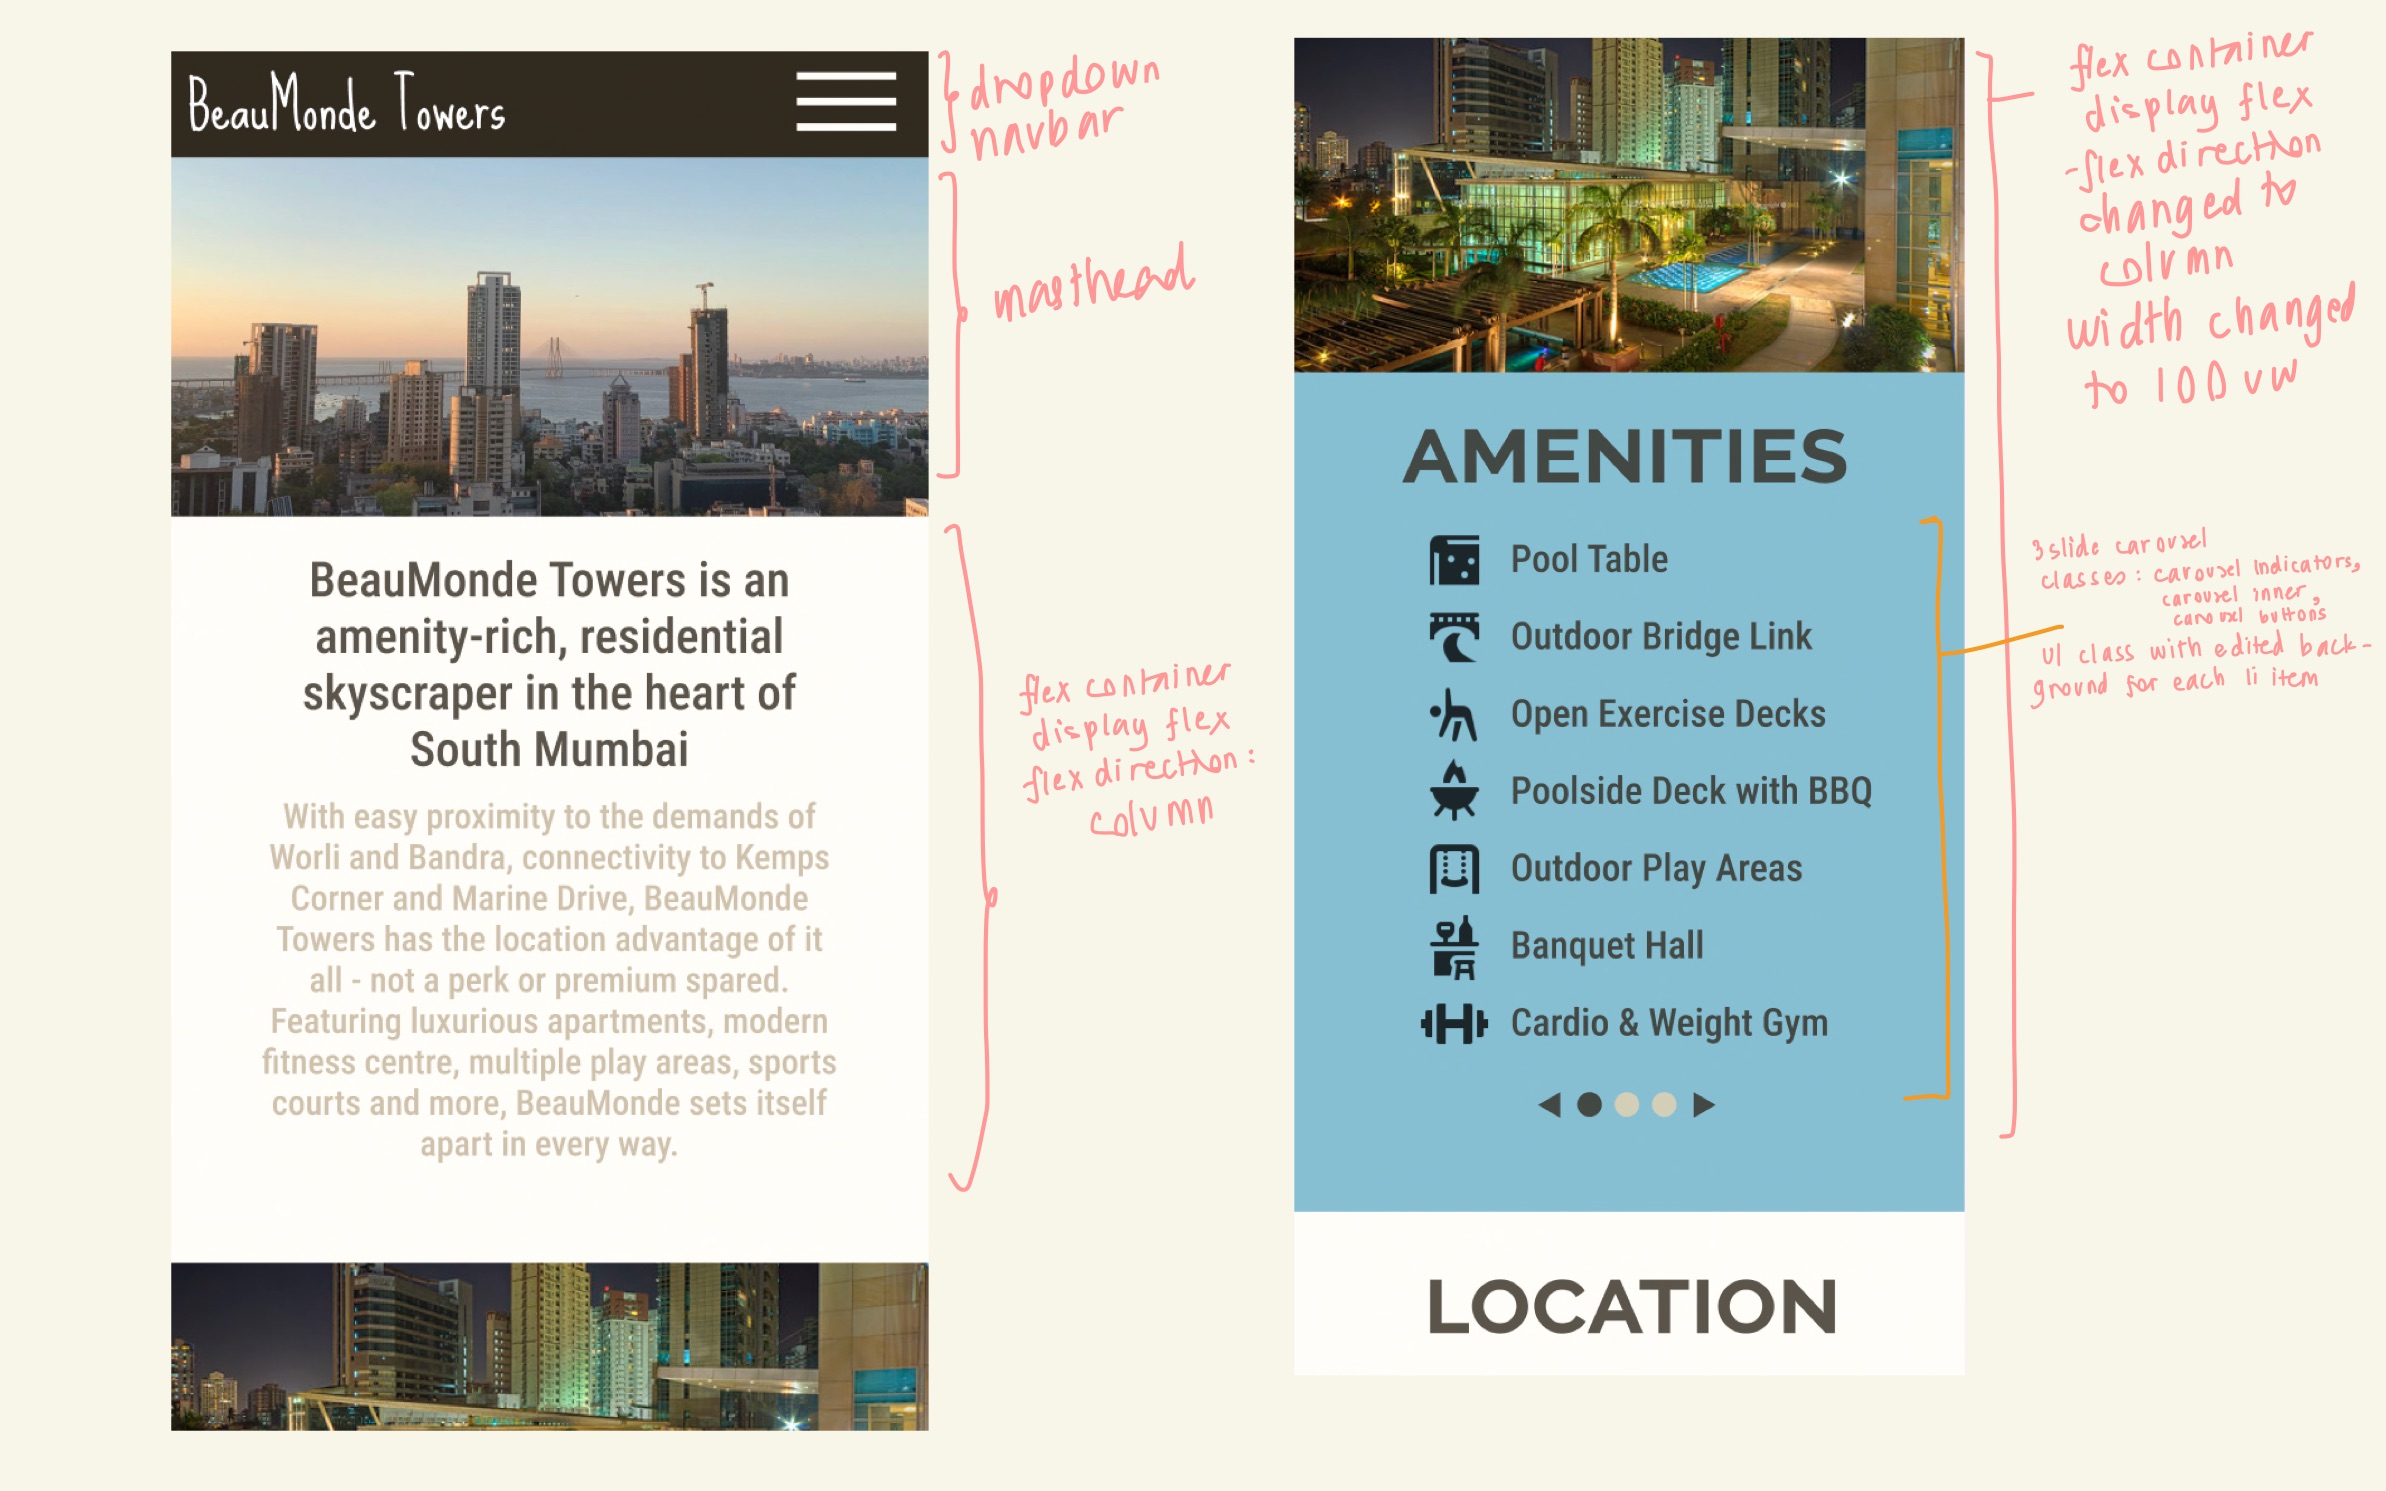 BeauMonde Towers
dropdown
navbar
masthead
BeauMonde Towers is an
amenity-rich, residential
skyscraper in the heart of
South Mumbai
With easy proximity to the demands of
Worli and Bandra, connectivity to Kemps
Corner and Marine Drive, BeauMonde
Towers has the location advantage of it
all - not a perk or premium spared.
Featuring luxurious apartments, modern
fitness centre, multiple play areas, sports
courts and more, BeauMonde sets itself
apart in every way.
flex container
display flex
flex direction:
column
flex container
display flex
-flex direction
changed to
column
width changed
to 100 vw
AMENITIES
Pool Table
Outdoor Bridge Link
Open Exercise Decks
Poolside Deck with BBQ
Outdoor Play Areas
Banquet Hall
Cardio & Weight Gym
3 slide carousel
classes: carousel indicators,
carousel inner,
carousel buttons
ul class with edited back-
ground for each li item
LOCATION